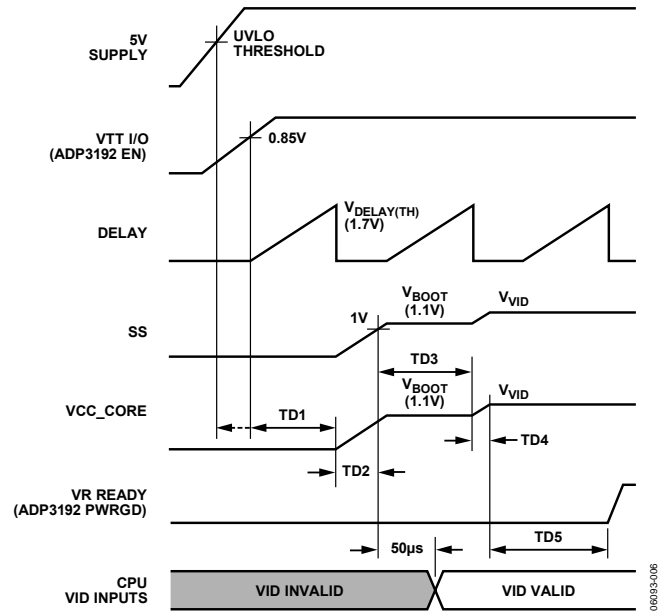 5V
SUPPLY
UVLO
THRESHOLD
VTT I/O
(ADP3192 EN)
0.85V
DELAY
VDELAY(TH)
(1.7V)
SS
1V
VBOOT
(1.1V)
VVID
TD3
VCC_CORE
VBOOT
(1.1V)
VVID
TD1
TD4
TD2
VR READY
(ADP3192 PWRGD)
50µs
TD5
CPU
VID INPUTS
VID INVALID
VID VALID
06093-006